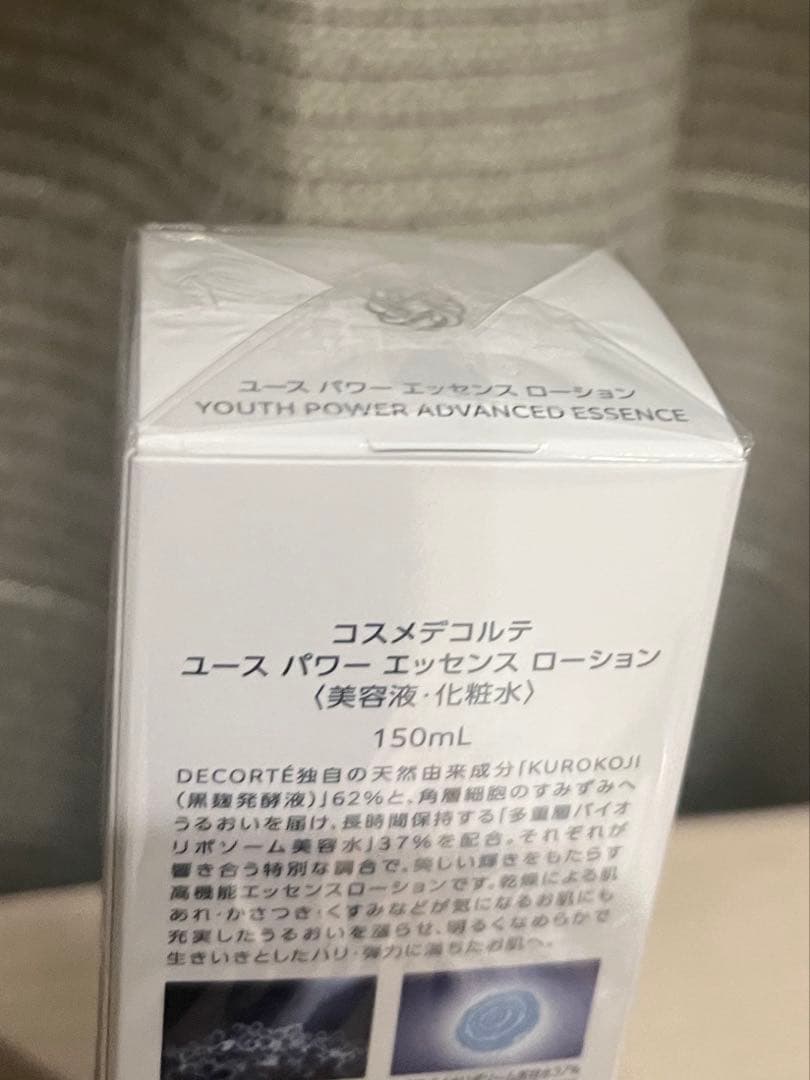 ユース パワー エッセンス ローション
YOUTH POWER ADVANCED ESSENCE
コスメデコルテ
ユース パワー エッセンス ローション
〈美容液・化粧水〉
150mL
DECORTÉ独自の天然由来成分「KUROKOJI
（黒麹発酵液）」62%と、角層細胞のすみずみへ
うるおいを届け、長時間保持する「多重層バイオ
リポソーム美容水」37%を配合。それぞれが
響き合う特別な調合で、美しい輝きをもたらす
高機能エッセンスローションです。乾燥による肌
あれ・かさつき・くすみなどが気になるお肌にも
充実したうるおいを漲らせ、明るくなめらかで
生きいきとしたハリ・弾力に満ちたお肌へ。